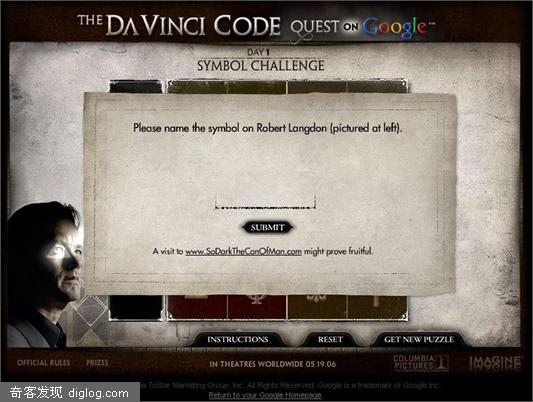 THE DA VINCI CODE QUEST ON Google™
DAY 1
SYMBOL CHALLENGE
Please name the symbol on Robert Langdon (pictured at left).
SUBMIT
A visit to www.SoDarkTheConOfMan.com might prove fruitful.
INSTRUCTIONS RESET GET NEW PUZZLE
OFFICIAL RULES PRIZES IN THEATRES WORLDWIDE 05.19.06 COLUMBIA PICTURES IMAGINE
TriStar Marketing Group, Inc. All Rights Reserved. Google is a trademark of Google Inc.
Return to your Google Homepage
奇客发现 diglog.com